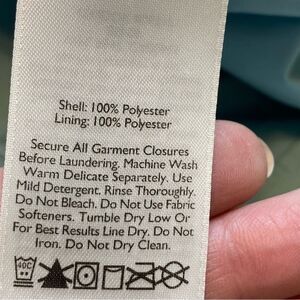 Shell: 100% Polyester
Lining: 100% Polyester
Secure All Garment Closures
Before Laundering. Machine Wash
Warm Delicate Separately. Use
Mild Detergent. Rinse Thoroughly.
Do Not Bleach. Do Not Use Fabric
Softeners. Tumble Dry Low Or
For Best Results Line Dry. Do Not
Iron. Do Not Dry Clean.
40C